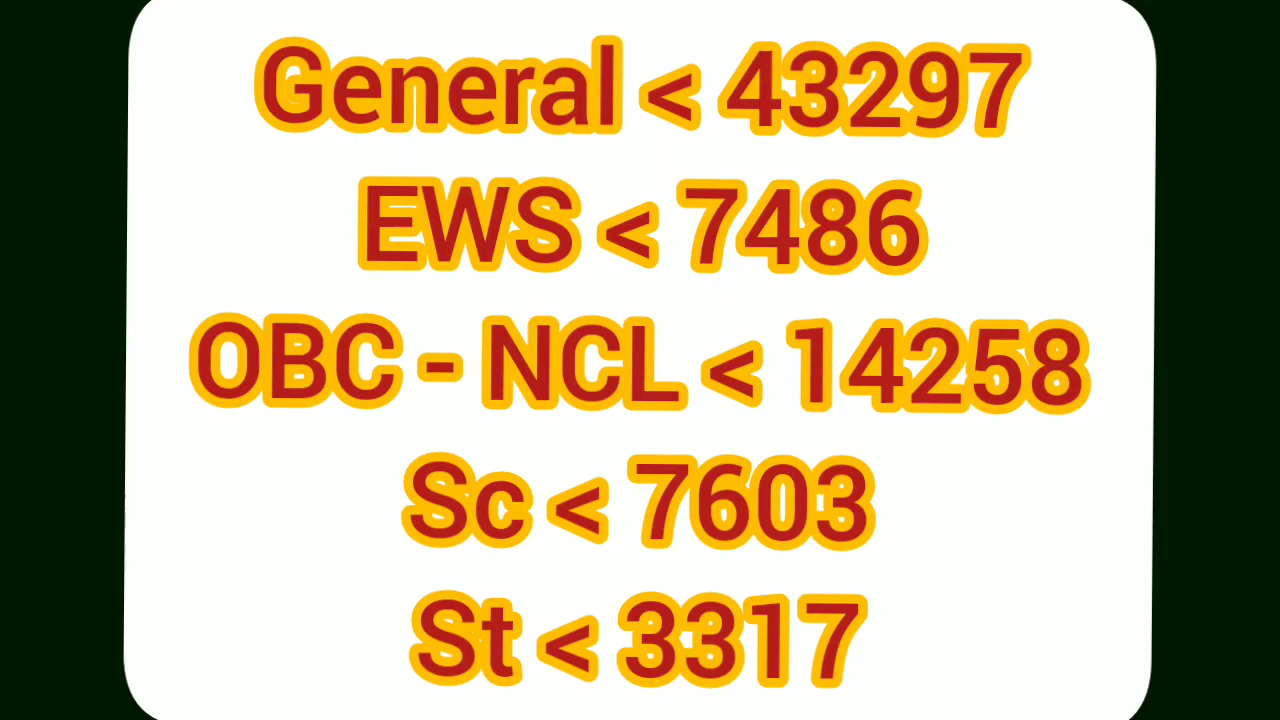 General < 43297
EWS < 7486
OBC - NCL < 14258
Sc < 7603
St < 3317